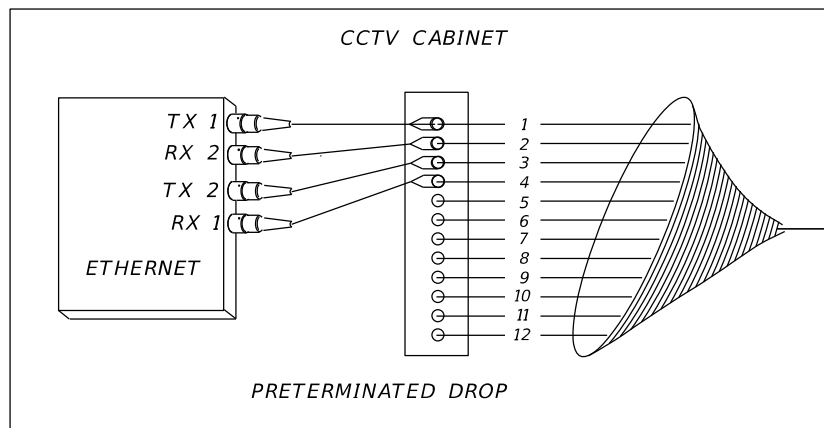 CCTV CABINET
TX 1
RX 2
TX 2
RX 1
ETHERNET
1
2
3
4
5
6
7
8
9
10
11
12
PRETERMINATED DROP